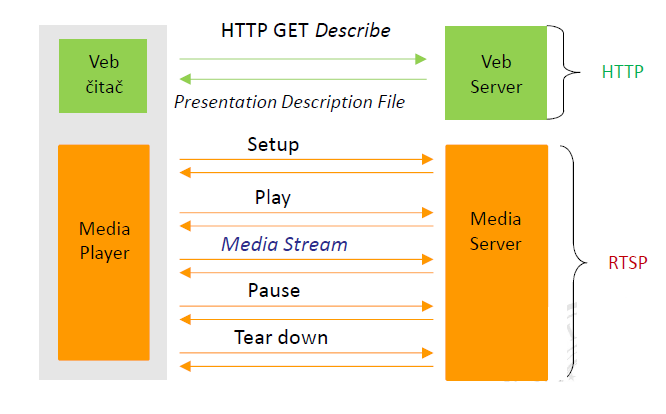 HTTP GET Describe
Veb
čitač
Veb
Server
HTTP
Presentation Description File
Setup
Play
Media
Player
Media Stream
Media
Server
RTSP
Pause
Tear down